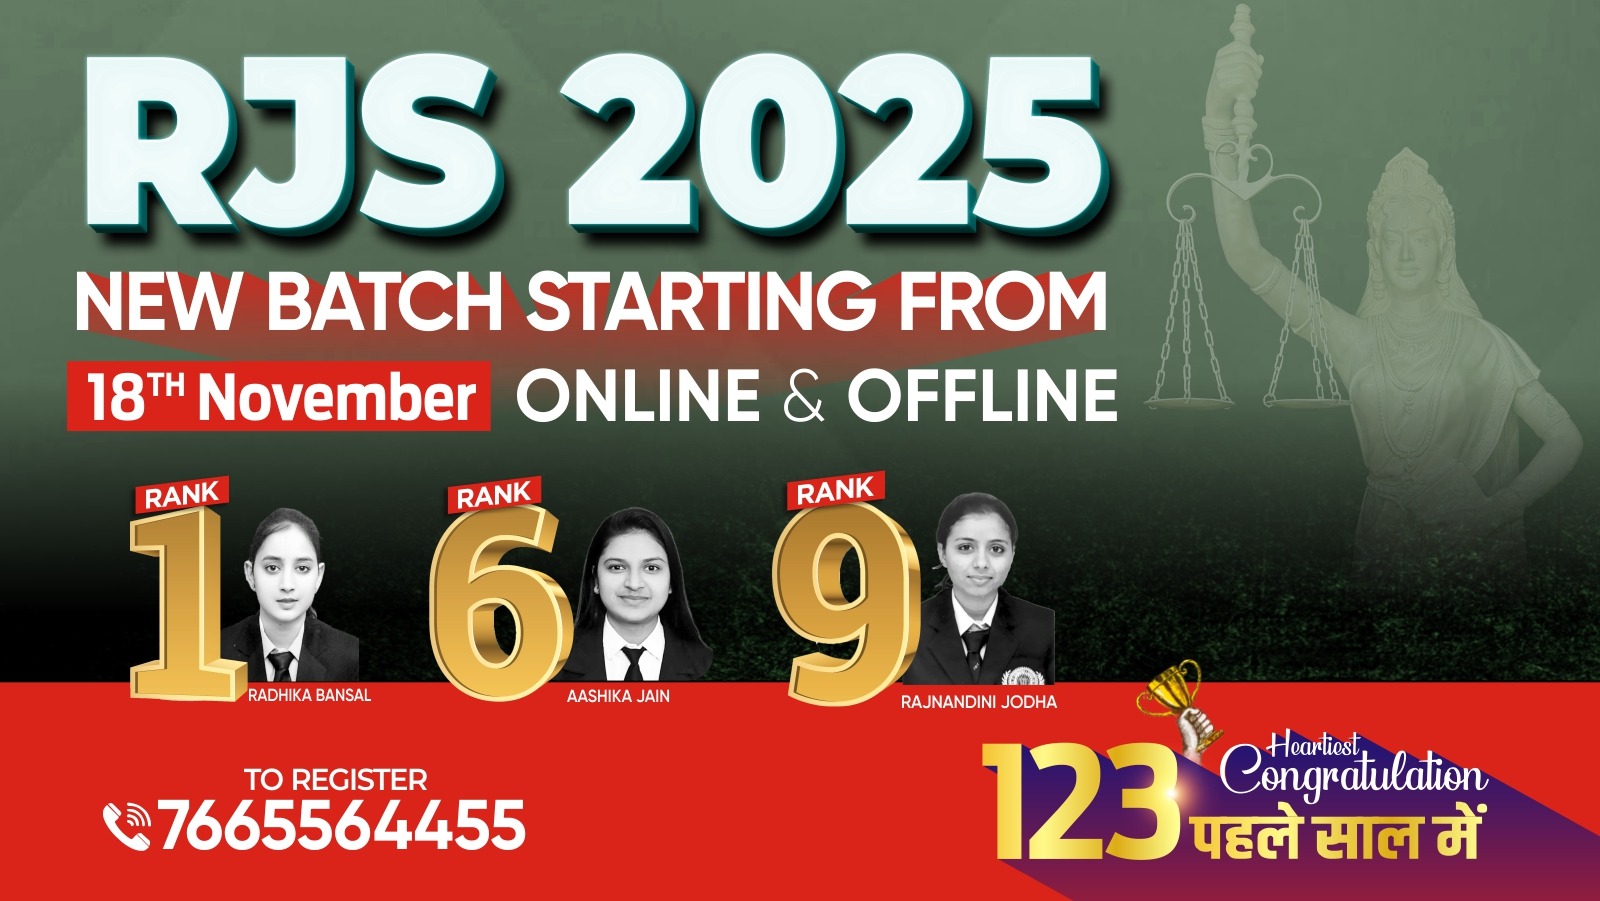 RJS 2025
NEW BATCH STARTING FROM
18TH November ONLINE & OFFLINE
RANK
1
RADHIKA BANSAL
RANK
6
AASHIKA JAIN
RANK
9
RAJNANDINI JODHA
TO REGISTER
7665564455
123
Heartiest
Congratulation
पहले साल में